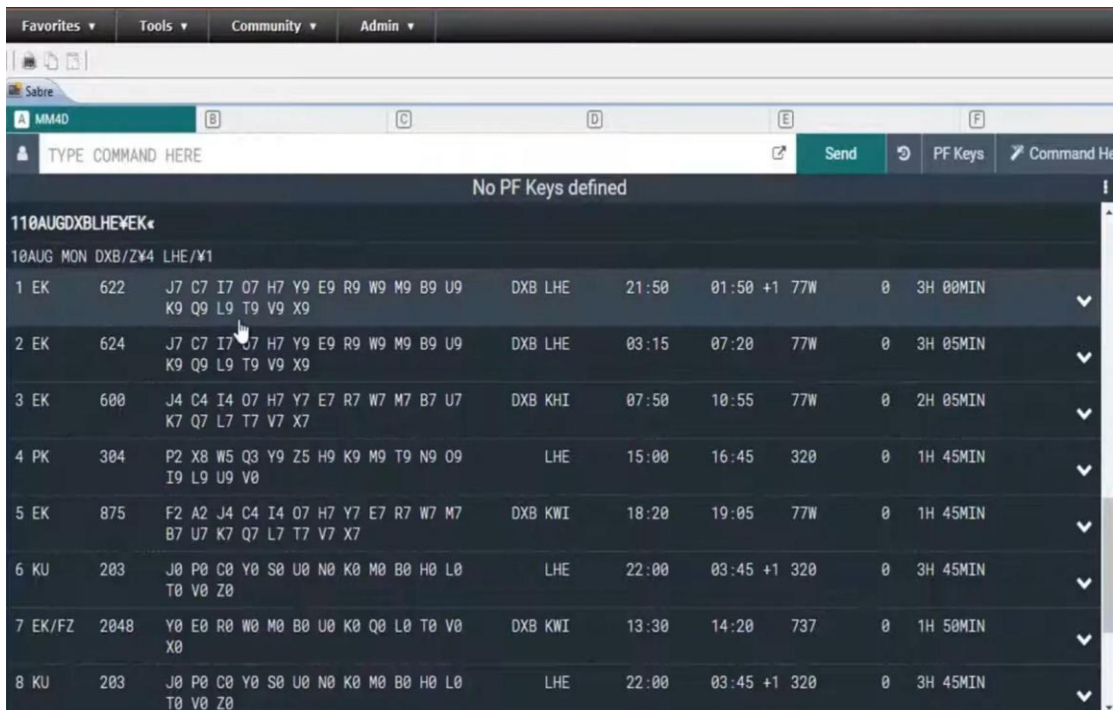 Favorites ▾ Tools ▾ Community ▾ Admin ▾
Sabre
A MM4D B C D E F
TYPE COMMAND HERE Send PF Keys Command He
No PF Keys defined
110AUGDXBLHE¥EK«
10AUG MON DXB/Z¥4 LHE/¥1
1 EK 622 J7 C7 I7 O7 H7 Y9 E9 R9 W9 M9 B9 U9 DXB LHE 21:50 01:50 +1 77W 0 3H 00MIN
K9 Q9 L9 T9 V9 X9
2 EK 624 J7 C7 I7 O7 H7 Y9 E9 R9 W9 M9 B9 U9 DXB LHE 03:15 07:20 77W 0 3H 05MIN
K9 Q9 L9 T9 V9 X9
3 EK 600 J4 C4 I4 O7 H7 Y7 E7 R7 W7 M7 B7 U7 DXB KHI 07:50 10:55 77W 0 2H 05MIN
K7 Q7 L7 T7 V7 X7
4 PK 304 P2 X8 W5 Q3 Y9 Z5 H9 K9 M9 T9 N9 O9 LHE 15:00 16:45 320 0 1H 45MIN
I9 L9 U9 V0
5 EK 875 F2 A2 J4 C4 I4 O7 H7 Y7 E7 R7 W7 M7 DXB KWI 18:20 19:05 77W 0 1H 45MIN
B7 U7 K7 Q7 L7 T7 V7 X7
6 KU 203 J0 P0 C0 Y0 S0 U0 N0 K0 M0 B0 H0 L0 LHE 22:00 03:45 +1 320 0 3H 45MIN
T0 V0 Z0
7 EK/FZ 2048 Y0 E0 R0 W0 M0 B0 U0 K0 Q0 L0 T0 V0 DXB KWI 13:30 14:20 737 0 1H 50MIN
X0
8 KU 203 J0 P0 C0 Y0 S0 U0 N0 K0 M0 B0 H0 L0 LHE 22:00 03:45 +1 320 0 3H 45MIN
T0 V0 Z0